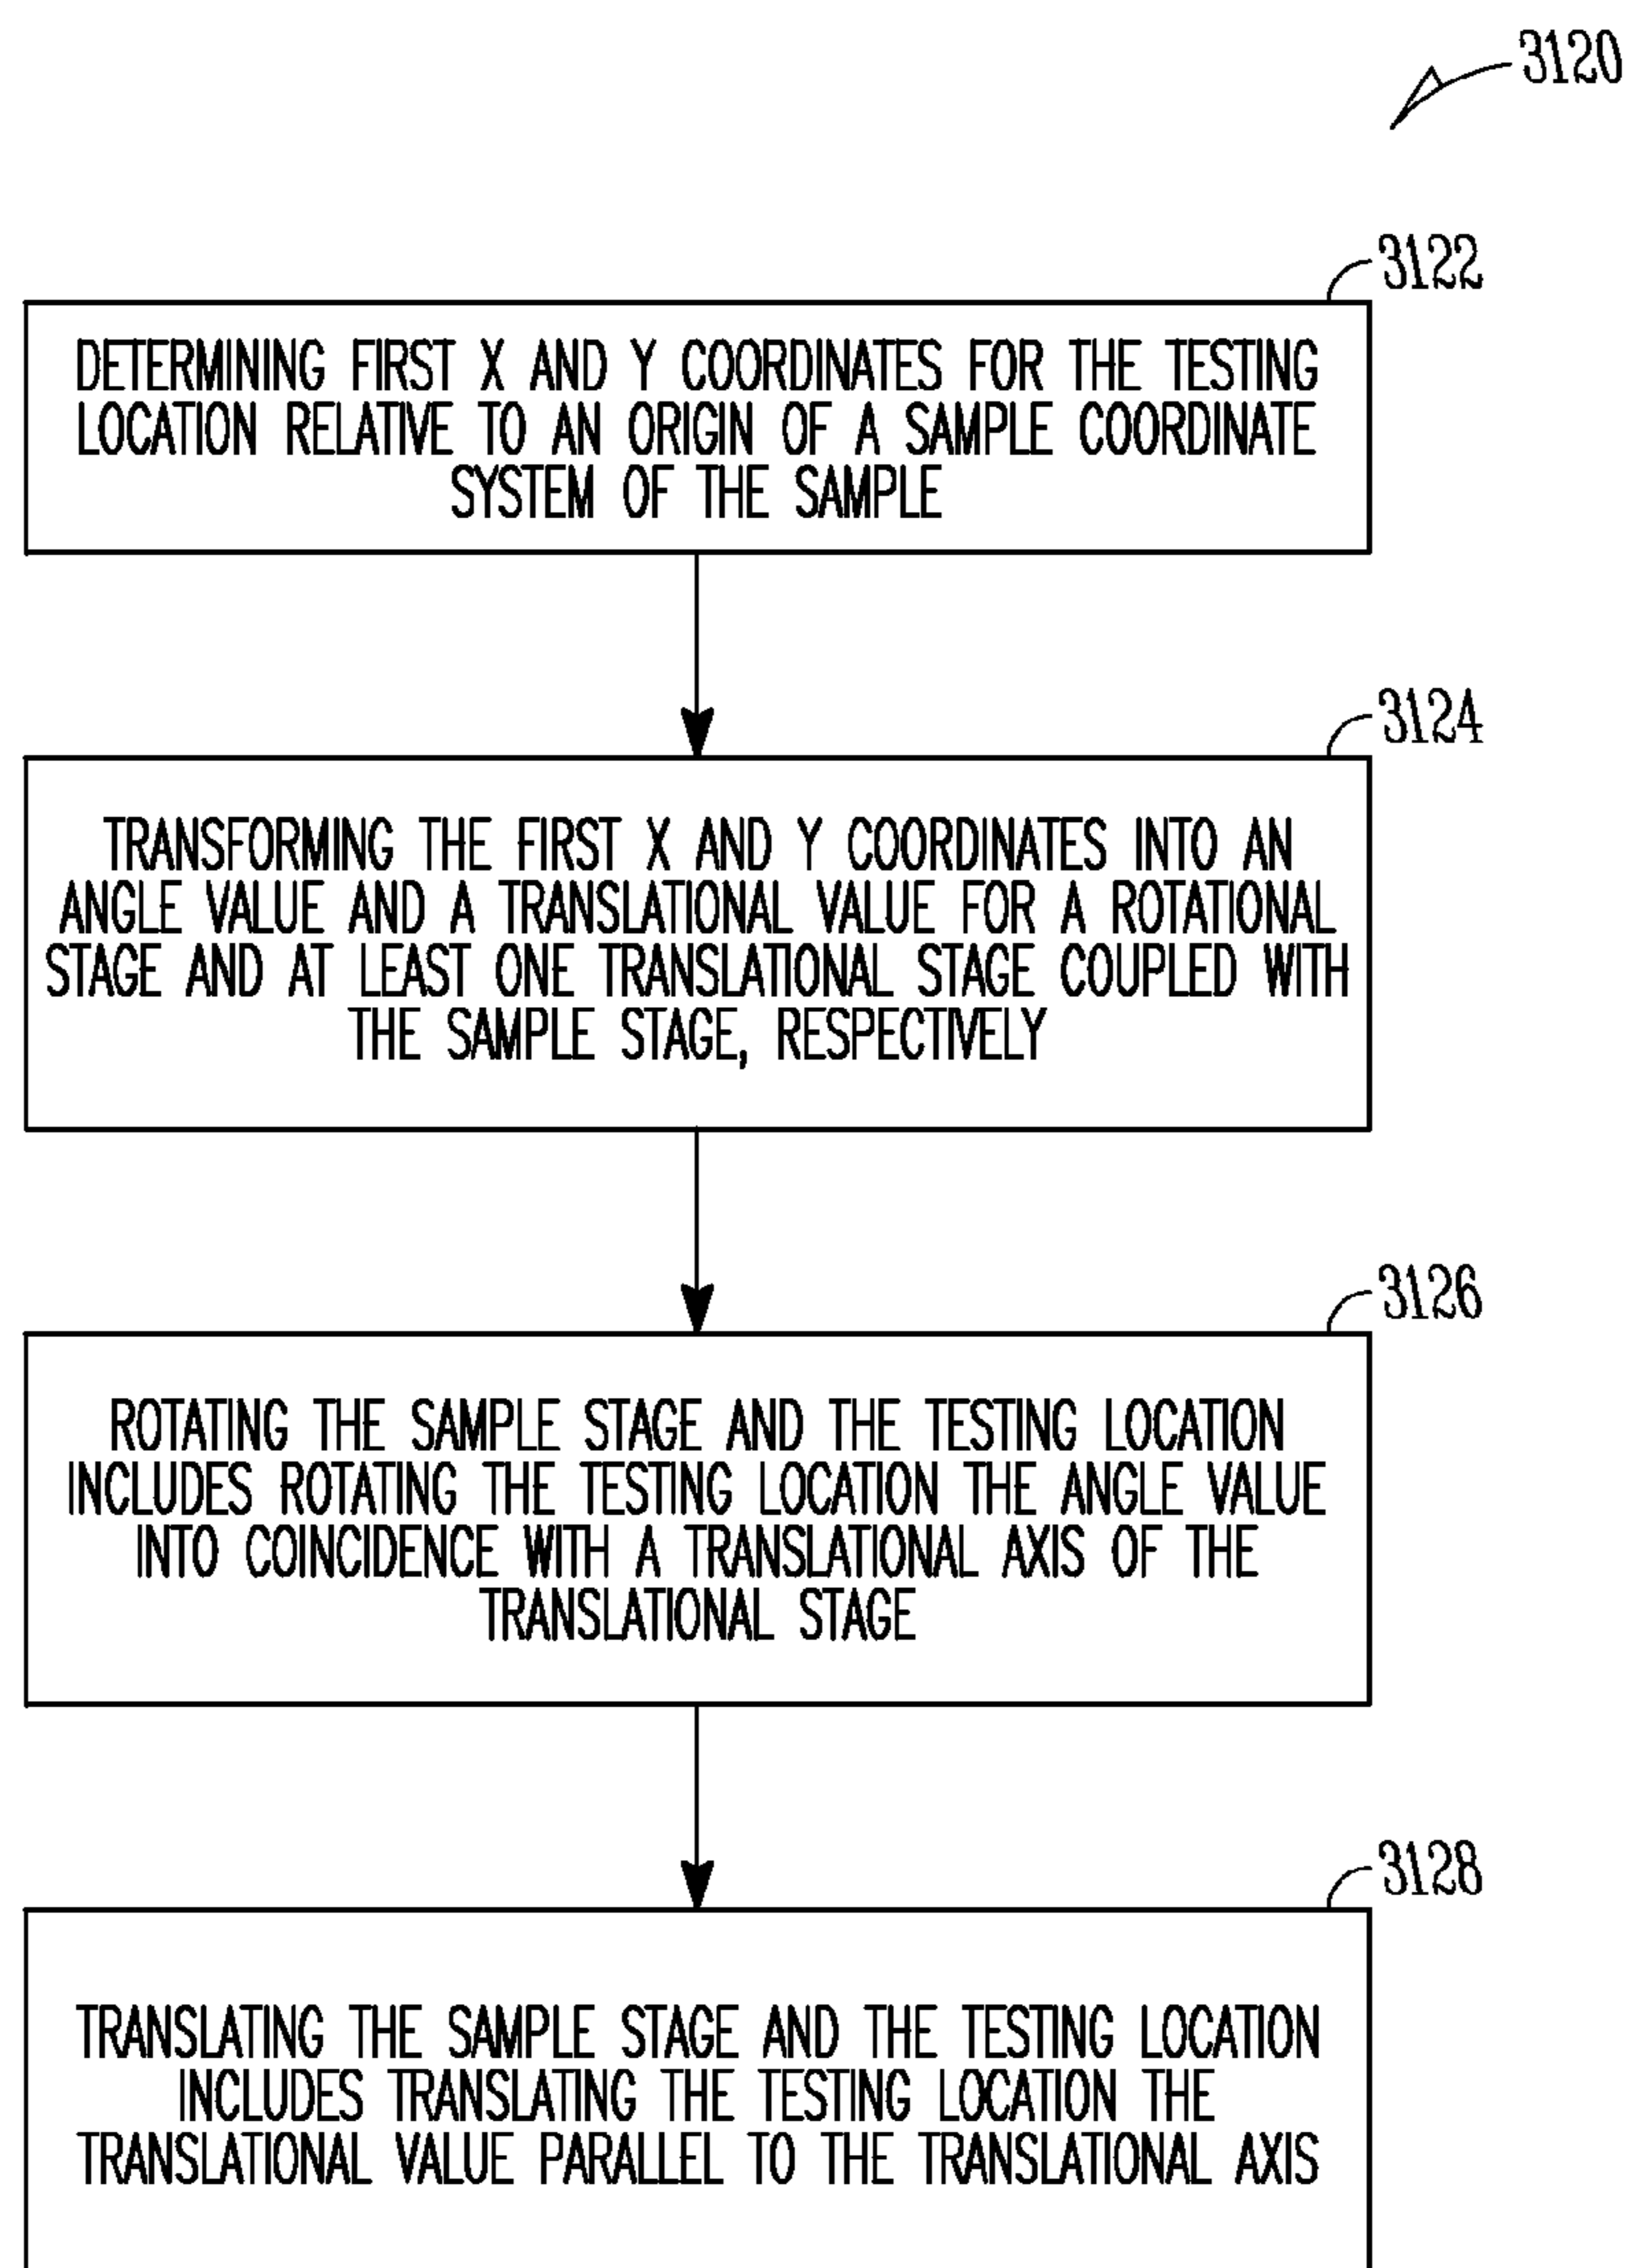 3120
3122
DETERMINING FIRST X AND Y COORDINATES FOR THE TESTING
LOCATION RELATIVE TO AN ORIGIN OF A SAMPLE COORDINATE
SYSTEM OF THE SAMPLE
3124
TRANSFORMING THE FIRST X AND Y COORDINATES INTO AN
ANGLE VALUE AND A TRANSLATIONAL VALUE FOR A ROTATIONAL
STAGE AND AT LEAST ONE TRANSLATIONAL STAGE COUPLED WITH
THE SAMPLE STAGE, RESPECTIVELY
3126
ROTATING THE SAMPLE STAGE AND THE TESTING LOCATION
INCLUDES ROTATING THE TESTING LOCATION THE ANGLE VALUE
INTO COINCIDENCE WITH A TRANSLATIONAL AXIS OF THE
TRANSLATIONAL STAGE
3128
TRANSLATING THE SAMPLE STAGE AND THE TESTING LOCATION
INCLUDES TRANSLATING THE TESTING LOCATION THE
TRANSLATIONAL VALUE PARALLEL TO THE TRANSLATIONAL AXIS